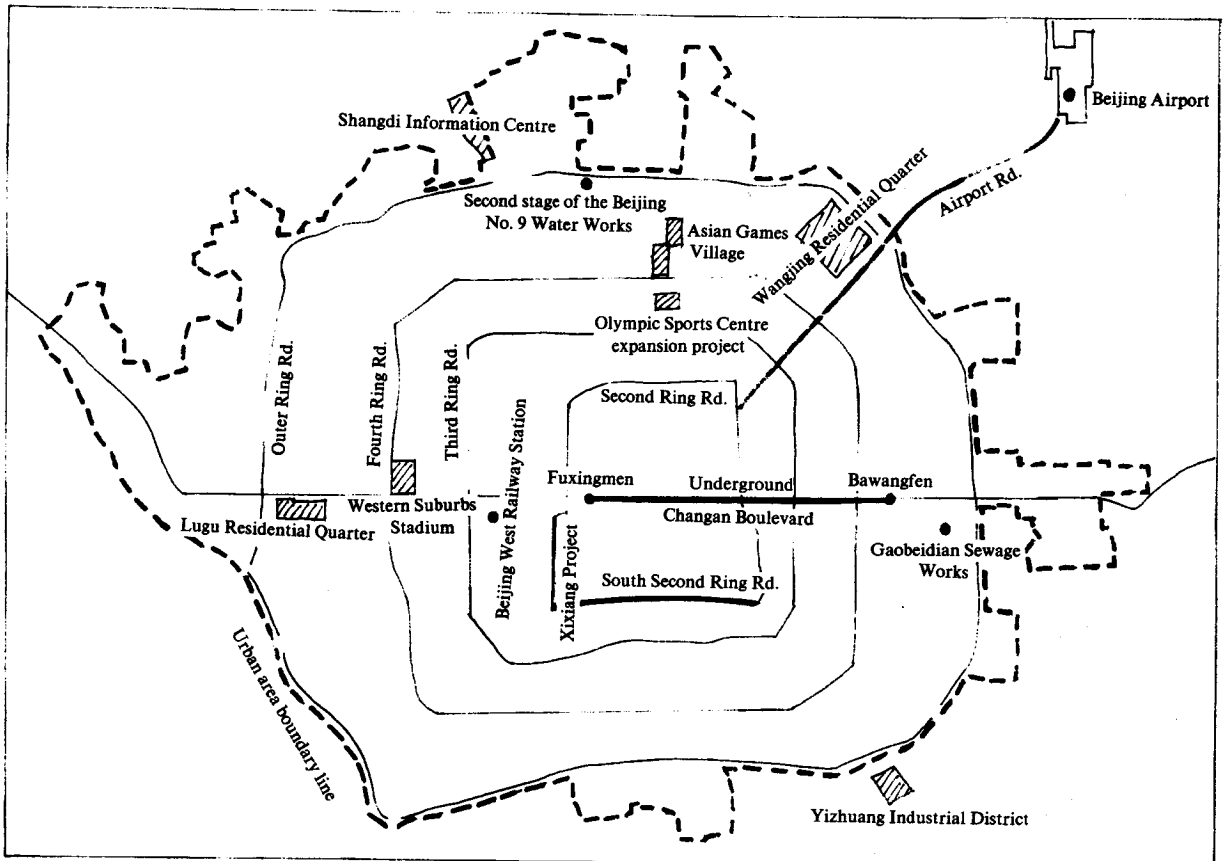 Beijing Airport
Shangdi Information Centre
Airport Rd.
Second stage of the Beijing
No. 9 Water Works
Asian Games
Village
Wangjing Residential Quarter
Olympic Sports Centre
expansion project
Outer Ring Rd.
Fourth Ring Rd.
Third Ring Rd.
Second Ring Rd.
Beijing West Railway Station
Fuxingmen
Underground
Bawangfen
Changan Boulevard
Western Suburbs
Stadium
Lugu Residential Quarter
Gaobeidian Sewage
Works
Xixiang Project
South Second Ring Rd.
Urban area boundary line
Yizhuang Industrial District